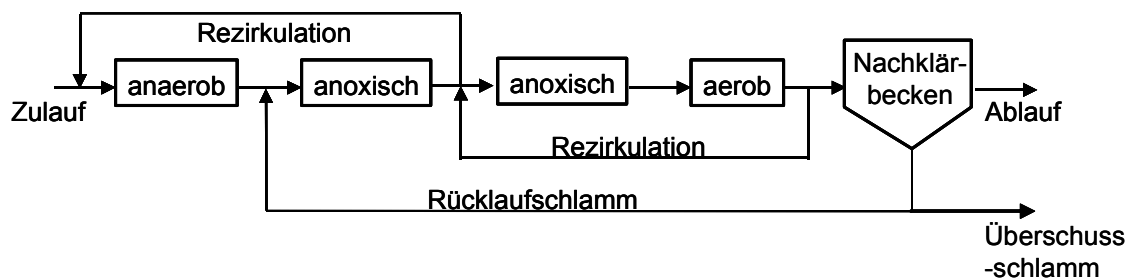 Rezirkulation
anaerob
anoxisch
anoxisch
aerob
Nachklär-
becken
Zulauf
Ablauf
Rezirkulation
Rücklaufschlamm
Überschuss
-schlamm